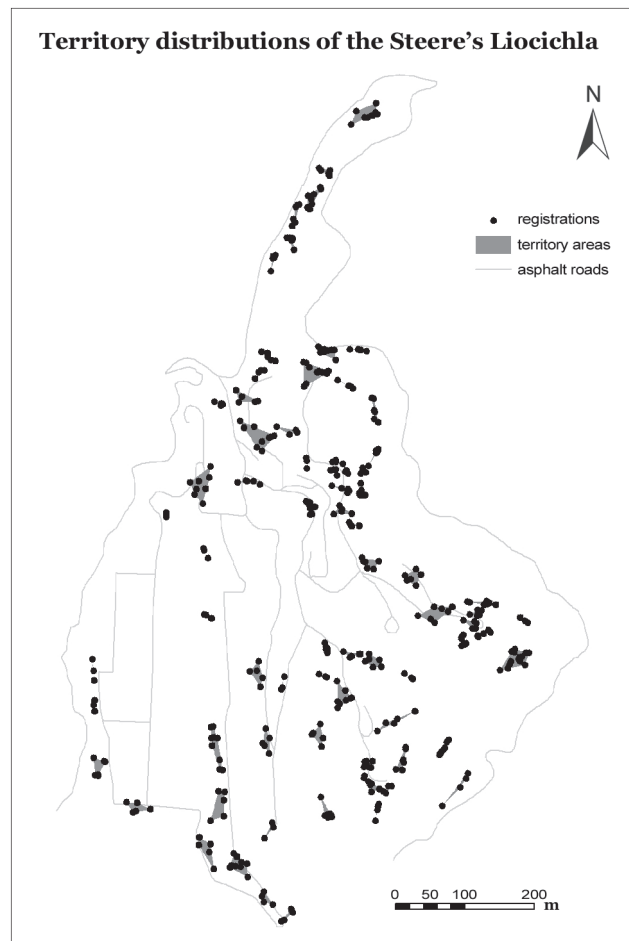 Territory distributions of the Steere's Liocichla
N
registrations
territory areas
asphalt roads
0 50 100 200 m